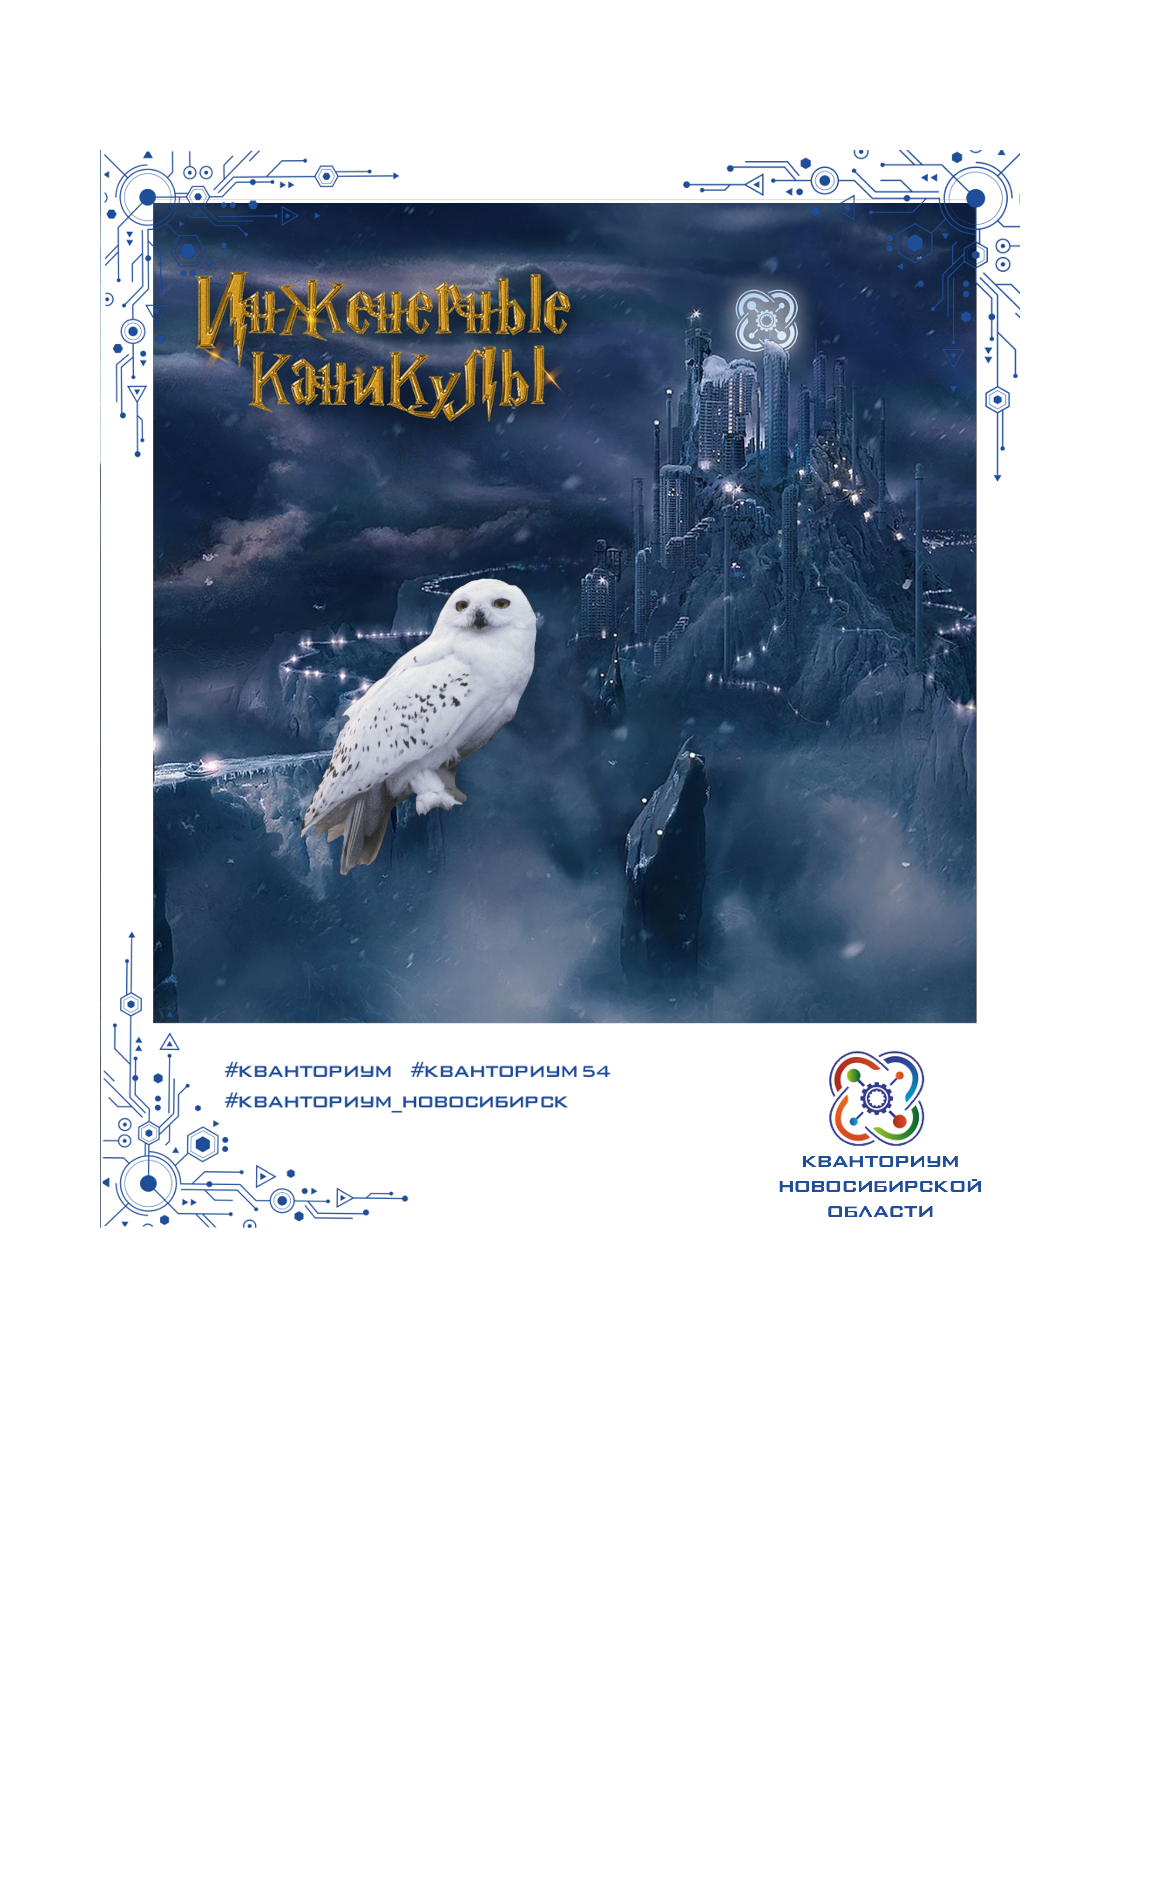 Инженерные
каникулы
#КВАНТОРИУМ #КВАНТОРИУМ 54
#КВАНТОРИУМ_НОВОСИБИРСК
КВАНТОРИУМ
НОВОСИБИРСКОЙ
ОБЛАСТИ